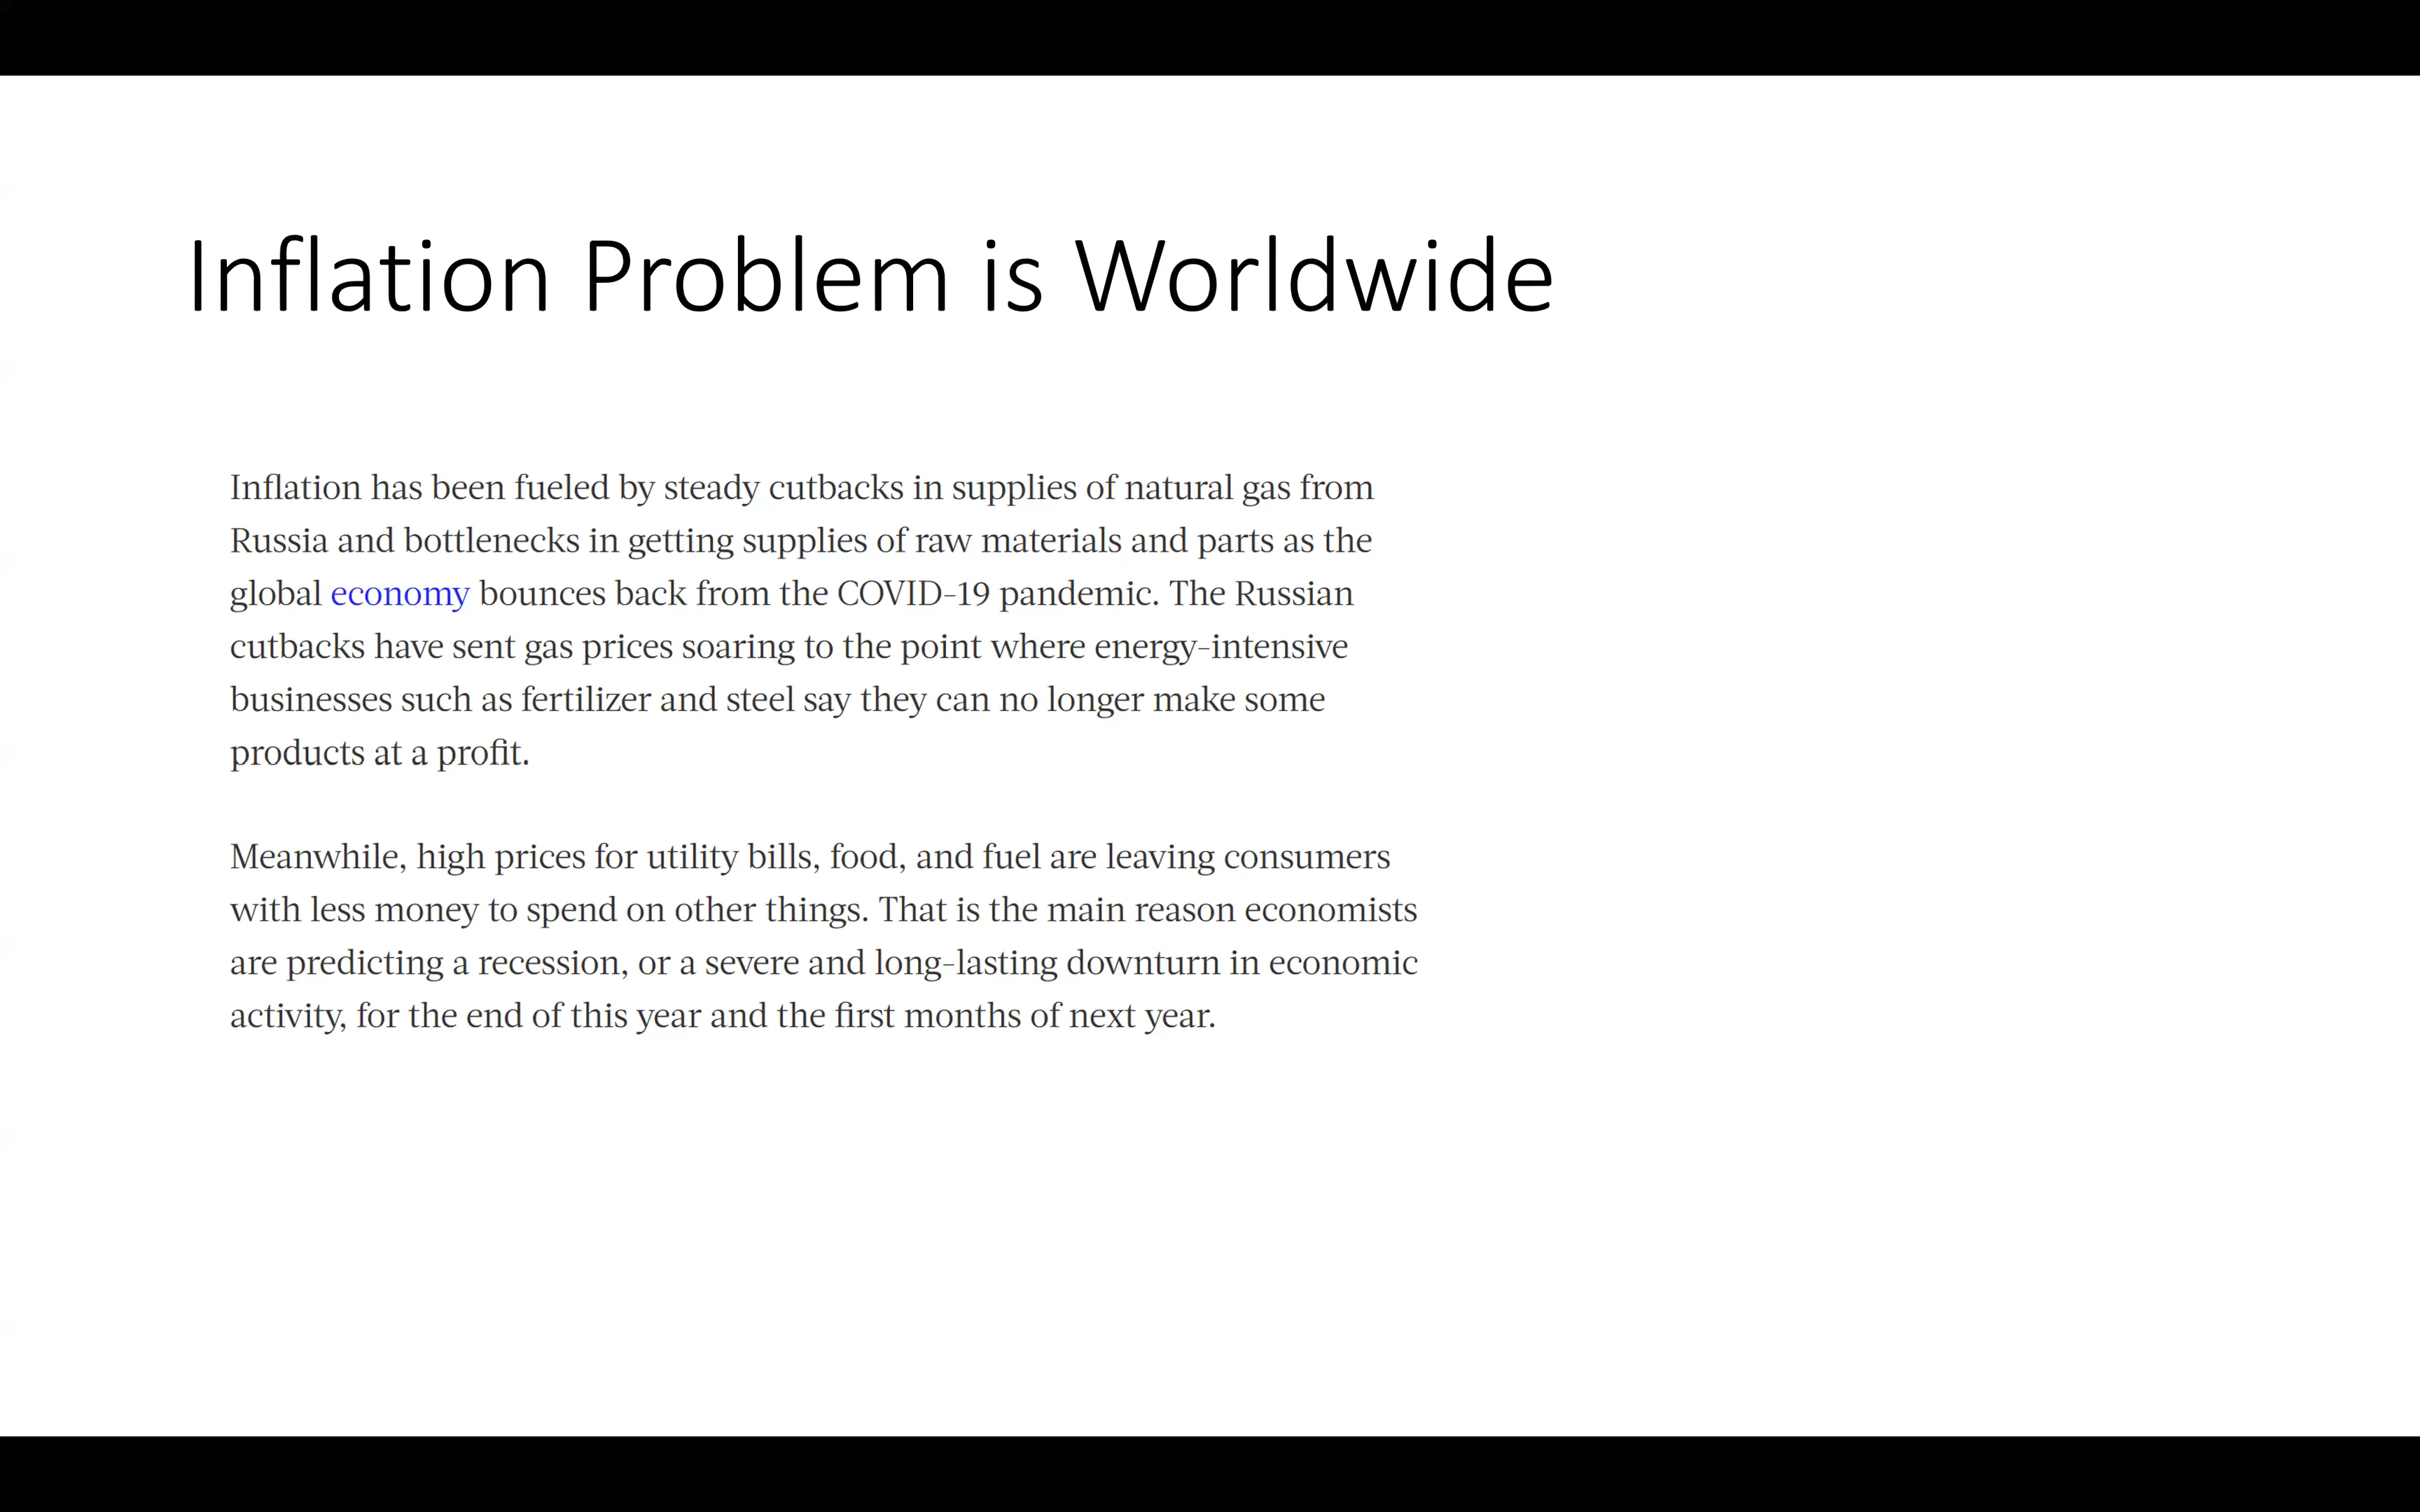 Inflation Problem is Worldwide
Inflation has been fueled by steady cutbacks in supplies of natural gas from
Russia and bottlenecks in getting supplies of raw materials and parts as the
global economy bounces back from the COVID-19 pandemic. The Russian
cutbacks have sent gas prices soaring to the point where energy-intensive
businesses such as fertilizer and steel say they can no longer make some
products at a profit.
Meanwhile, high prices for utility bills, food, and fuel are leaving consumers
with less money to spend on other things. That is the main reason economists
are predicting a recession, or a severe and long-lasting downturn in economic
activity, for the end of this year and the first months of next year.